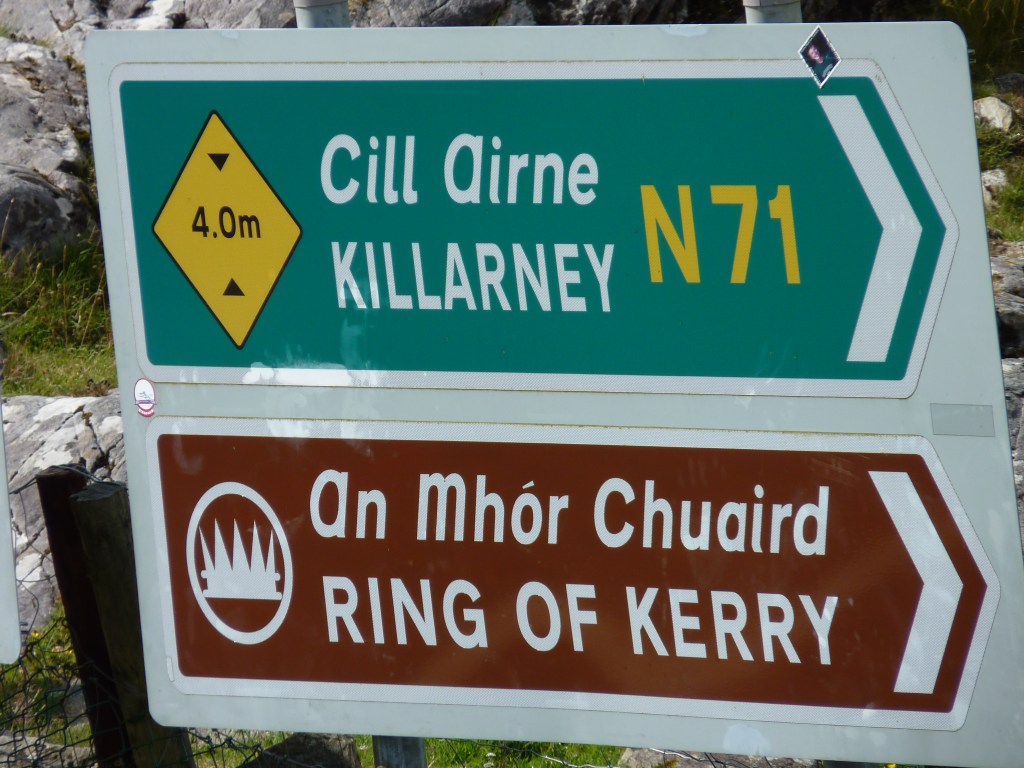 4.0m
Cill Airne
KILLARNEY
N71
An Mhór Chuaird
RING OF KERRY